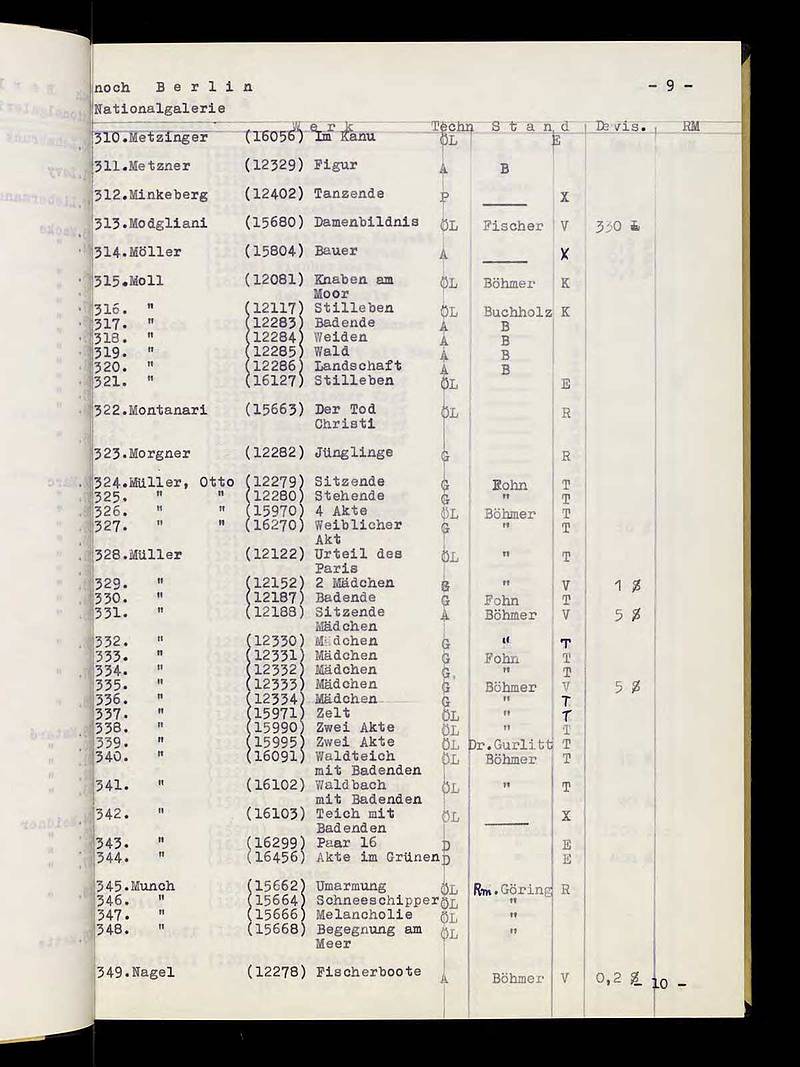 noch B e r l i n - 9 -
Nationalgalerie
W e r k Techn S t a n d Devis. RM
310.Metzinger (16056) Im Kanu ÖL E
311.Metzner (12329) Figur A B
312.Minkeberg (12402) Tanzende P ____ X
313.Modgliani (15680) Damenbildnis ÖL Fischer V 330
314.Möller (15804) Bauer A ____ X
315.Moll (12081) Knaben am ÖL Böhmer K
Moor
316. " (12117) Stilleben ÖL Buchholz K
317. " (12283) Badende A B
318. " (12284) Weiden A B
319. " (12285) Wald A B
320. " (12286) Landschaft A B
321. " (16127) Stilleben ÖL E
322.Montanari (15663) Der Tod ÖL R
Christi
323.Morgner (12282) Jünglinge G R
324.Müller, Otto (12279) Sitzende G Fohn T
325. " " (12280) Stehende G " T
326. " " (15970) 4 Akte ÖL Böhmer T
327. " " (16270) Weiblicher G " T
Akt
328.Müller (12122) Urteil des ÖL " T
Paris
329. " (12152) 2 Mädchen G " V 1 $
330. " (12187) Badende G Fohn T
331. " (12188) Sitzende A Böhmer V 5 $
Mädchen
332. " (12330) Mädchen G " T
333. " (12331) Mädchen G Fohn T
334. " (12332) Mädchen G. " T
335. " (12333) Mädchen G Böhmer V 5 $
336. " (12334) Mädchen G " T
337. " (15971) Zelt ÖL " T
338. " (15990) Zwei Akte ÖL " T
339. " (15995) Zwei Akte ÖL Dr.Gurlitt T
340. " (16091) Waldteich ÖL Böhmer T
mit Badenden
341. " (16102) Waldbach ÖL " T
mit Badenden
342. " (16103) Teich mit ÖL ____ X
Badenden
343. " (16299) Paar 16 D E
344. " (16456) Akte im Grünen D E
345.Munch (15662) Umarmung ÖL Rm.Göring R
346. " (15664) Schneeschipper ÖL "
347. " (15666) Melancholie ÖL "
348. " (15668) Begegnung am ÖL "
Meer
349.Nagel (12278) Fischerboote A Böhmer V 0,2 $
10 -